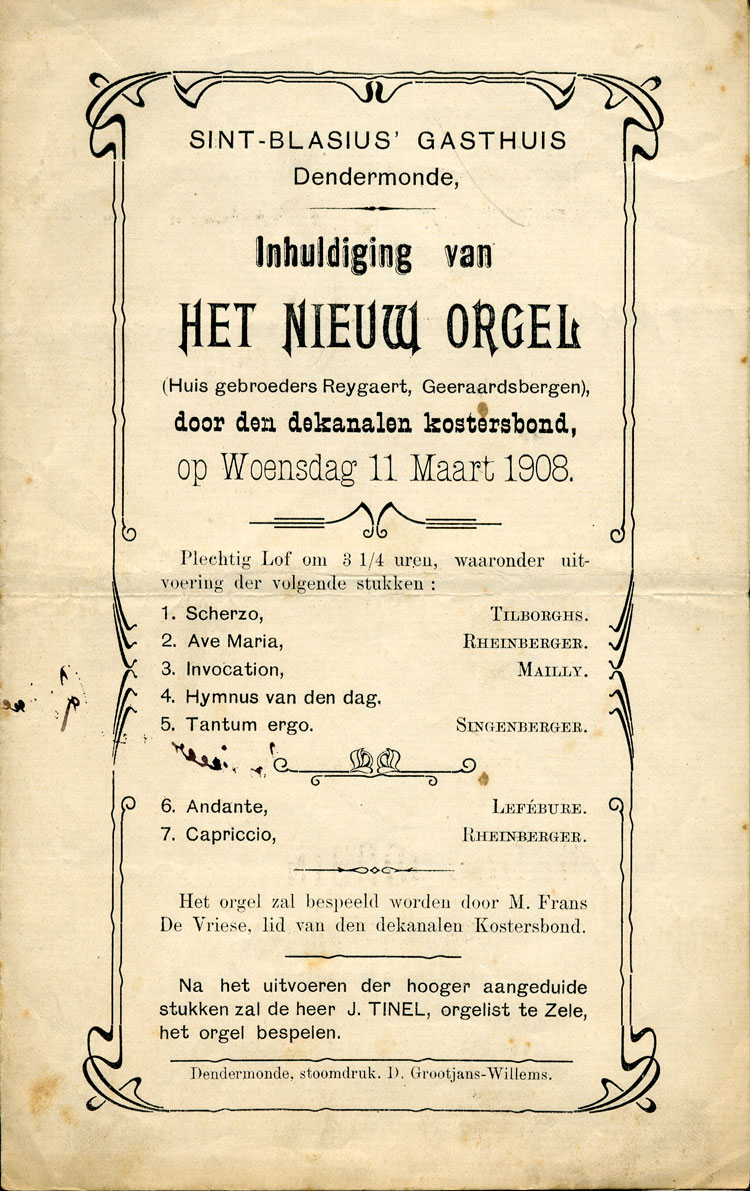 SINT-BLASIUS' GASTHUIS
Dendermonde,
Inhuldiging van
HET NIEUW ORGEL
(Huis gebroeders Reygaert, Geeraardsbergen),
door den dekanalen kostersbond,
op Woensdag 11 Maart 1908.
Plechtig Lof om 3 1/4 uren, waaronder uit-
voering der volgende stukken :
1. Scherzo, TILBORGHS.
2. Ave Maria, RHEINBERGER.
3. Invocation, MAILLY.
4. Hymnus van den dag.
5. Tantum ergo. SINGENBERGER.
6. Andante, LEFÉBURE.
7. Capriccio, RHEINBERGER.
Het orgel zal bespeeld worden door M. Frans
De Vriese, lid van den dekanalen Kostersbond.
Na het uitvoeren der hooger aangeduide
stukken zal de heer J. TINEL, orgelist te Zele,
het orgel bespelen.
Dendermonde, stoomdruk. D. Grootjans-Willems.